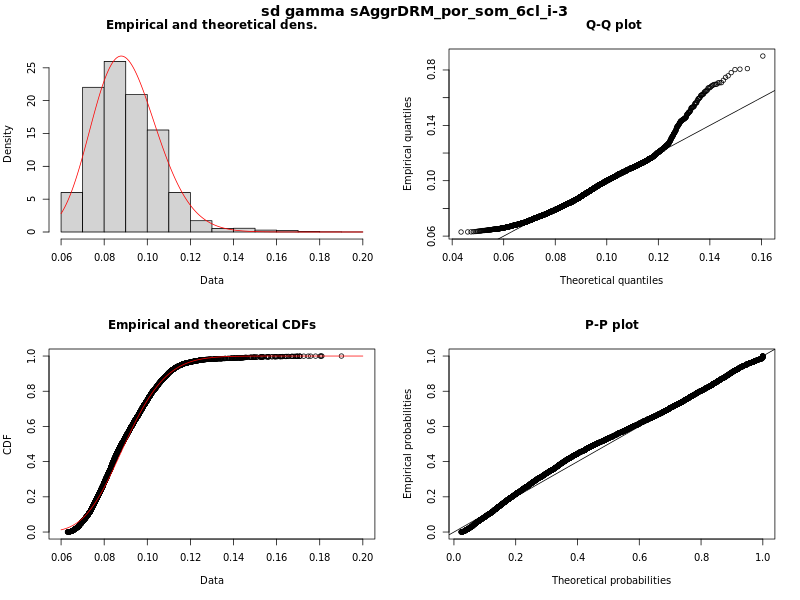 sd gamma sAggrDRM_por_som_6cl_i-3
Empirical and theoretical dens.
Density
0 5 10 15 20 25
0.06 0.08 0.10 0.12 0.14 0.16 0.18 0.20
Data
Q-Q plot
Empirical quantiles
0.06 0.10 0.14 0.18
0.04 0.06 0.08 0.10 0.12 0.14 0.16
Theoretical quantiles
Empirical and theoretical CDFs
CDF
0.0 0.2 0.4 0.6 0.8 1.0
0.06 0.08 0.10 0.12 0.14 0.16 0.18 0.20
Data
P-P plot
Empirical probabilities
0.0 0.2 0.4 0.6 0.8 1.0
0.0 0.2 0.4 0.6 0.8 1.0
Theoretical probabilities